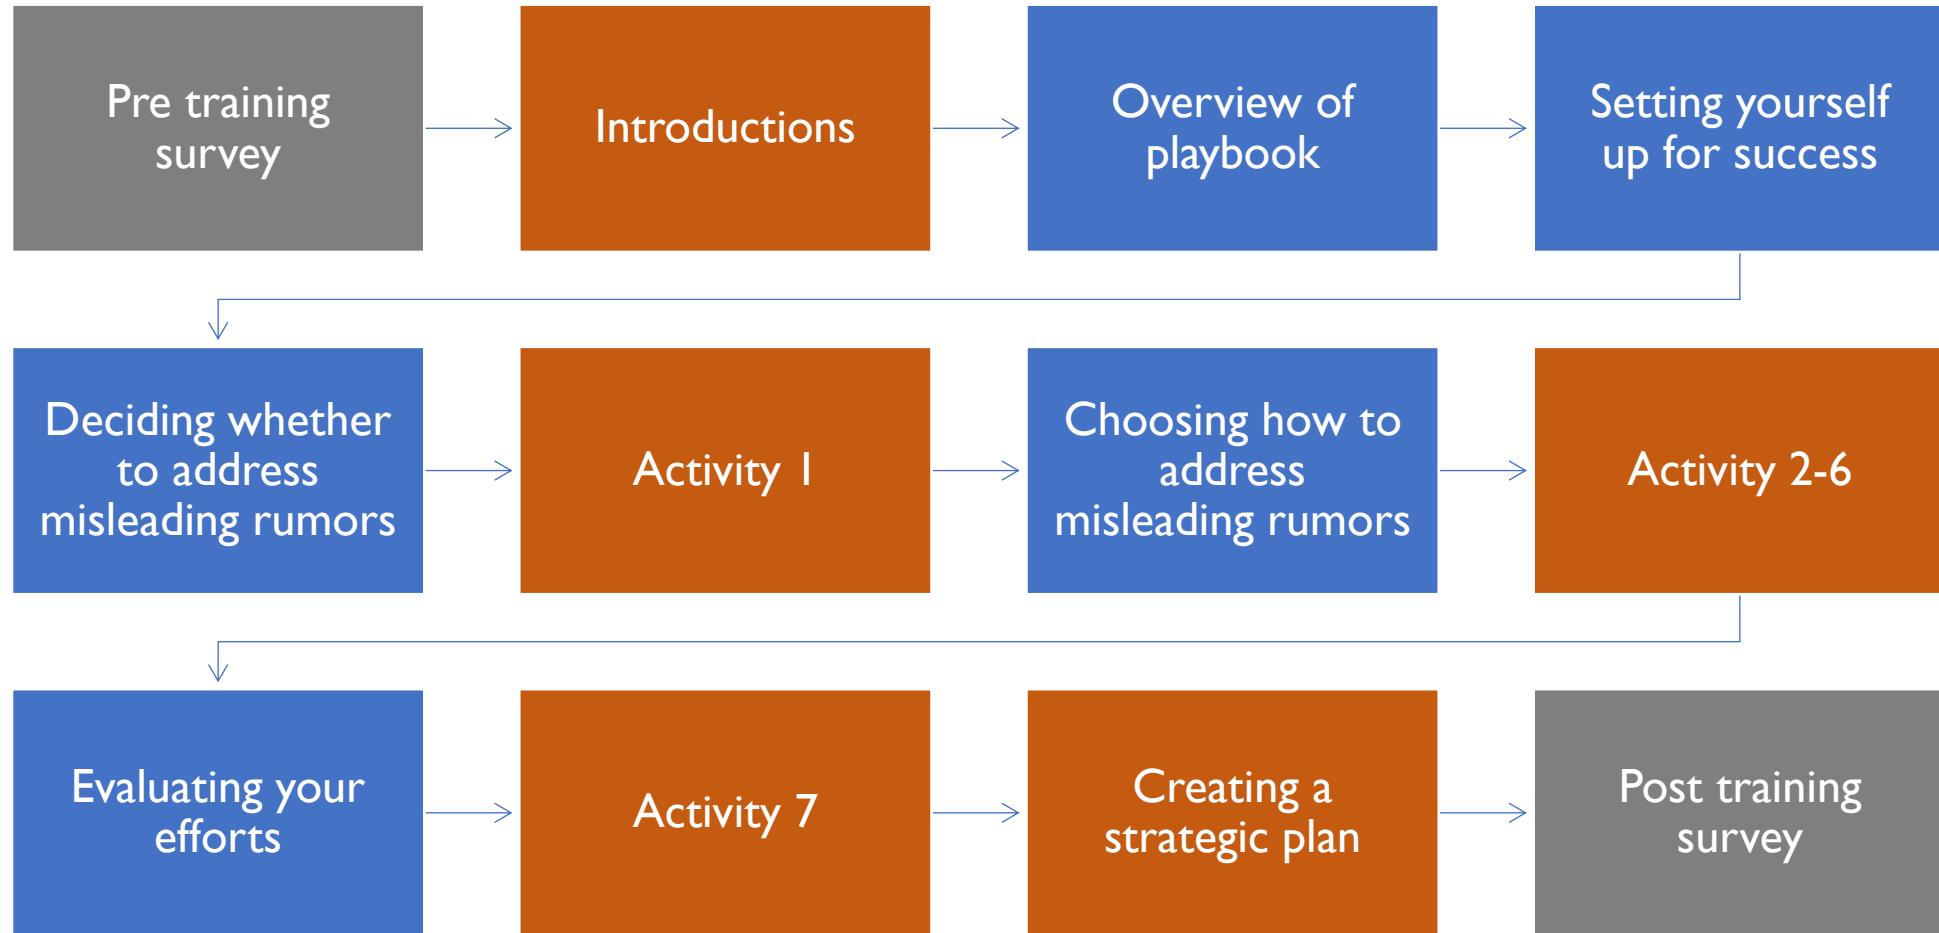 Pre training
survey
Introductions
Overview of
playbook
Setting yourself
up for success
Deciding whether
to address
misleading rumors
Activity 1
Choosing how to
address
misleading rumors
Activity 2-6
Evaluating your
efforts
Activity 7
Creating a
strategic plan
Post training
survey